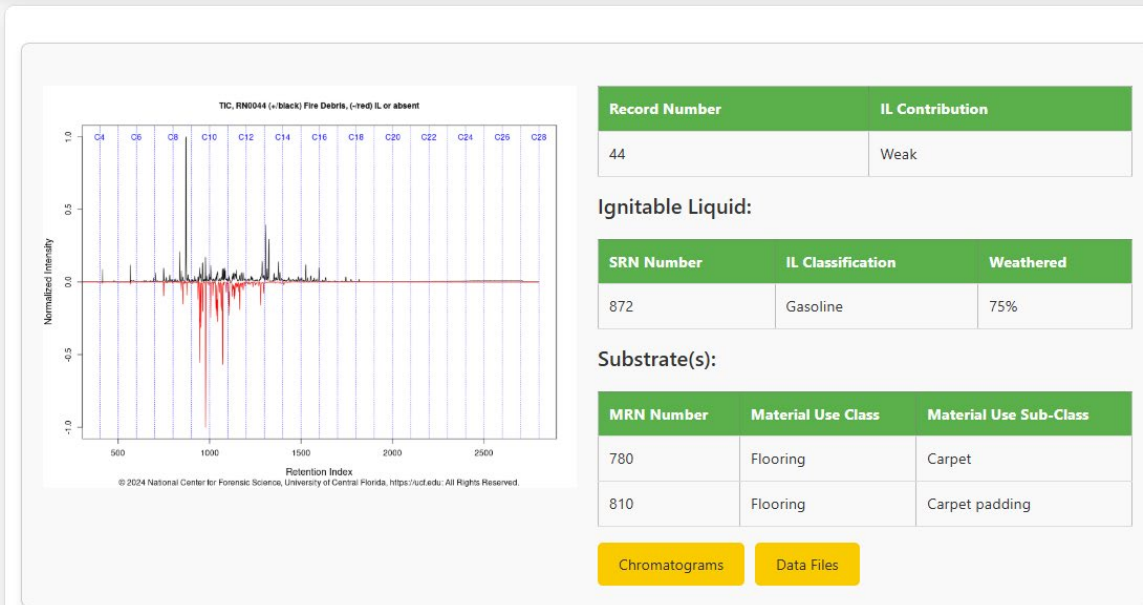 TIC, RN0044 (+/black) Fire Debris, (-/red) IL or absent
C4 C6 C8 C10 C12 C14 C16 C18 C20 C22 C24 C26 C28
1.0
0.5
0.0
-0.5
-1.0
Normalized Intensity
500 1000 1500 2000 2500
Retention Index
© 2024 National Center for Forensic Science, University of Central Florida, https://ucf.edu: All Rights Reserved.
Record Number IL Contribution
44 Weak
Ignitable Liquid:
SRN Number IL Classification Weathered
872 Gasoline 75%
Substrate(s):
MRN Number Material Use Class Material Use Sub-Class
780 Flooring Carpet
810 Flooring Carpet padding
Chromatograms Data Files